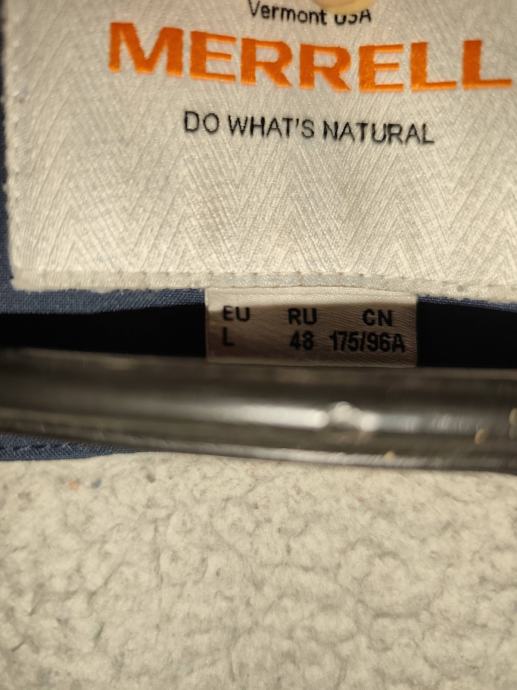 Vermont USA
MERRELL
DO WHAT'S NATURAL
EU RU CN
L 48 175/96A